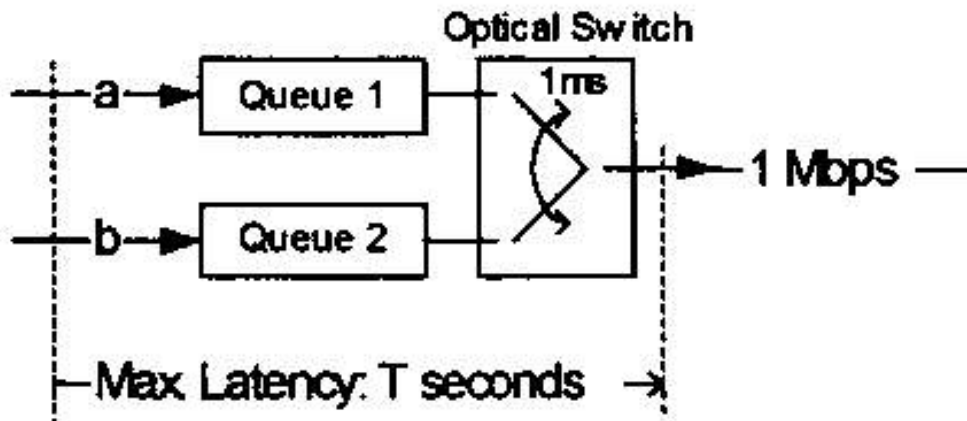 Optical Switch
a
Queue 1
1ms
1 Mbps
b
Queue 2
Max. Latency: T seconds